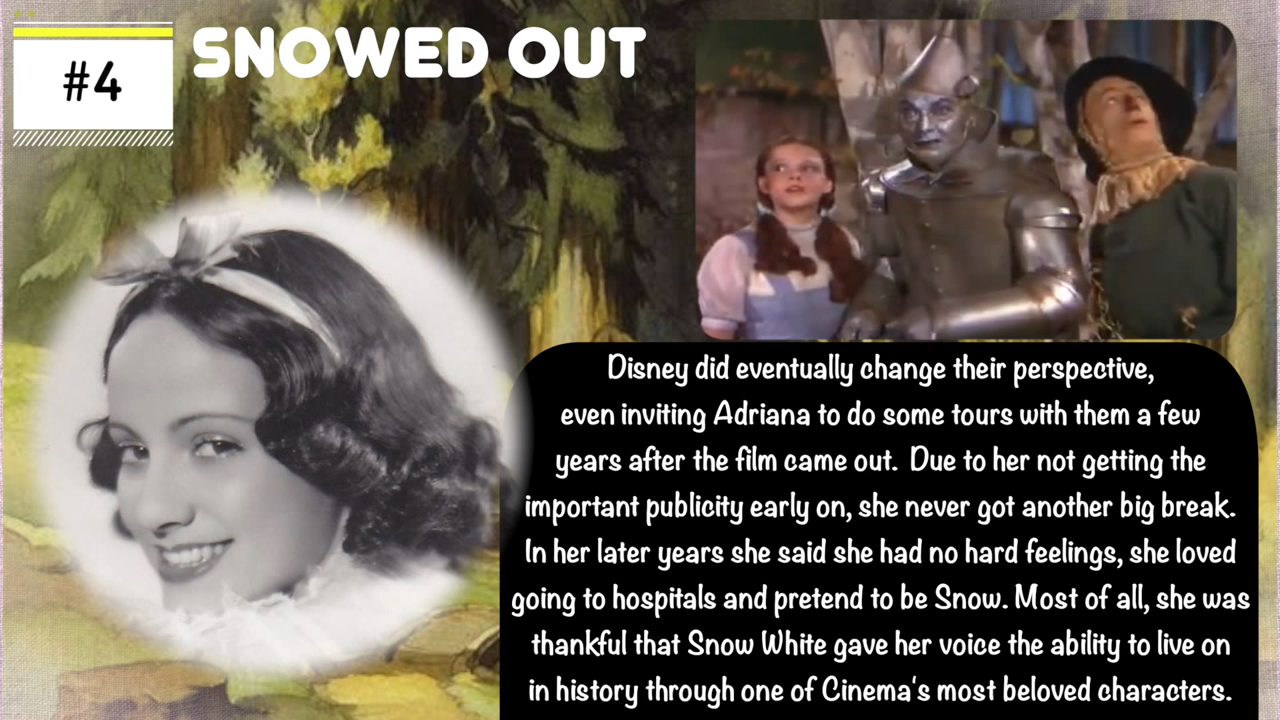 #4
SNOWED OUT
Disney did eventually change their perspective,
even inviting Adriana to do some tours with them a few
years after the film came out.  Due to her not getting the
important publicity early on, she never got another big break.
In her later years she said she had no hard feelings, she loved
going to hospitals and pretend to be Snow. Most of all, she was
thankful that Snow White gave her voice the ability to live on
in history through one of Cinema's most beloved characters.